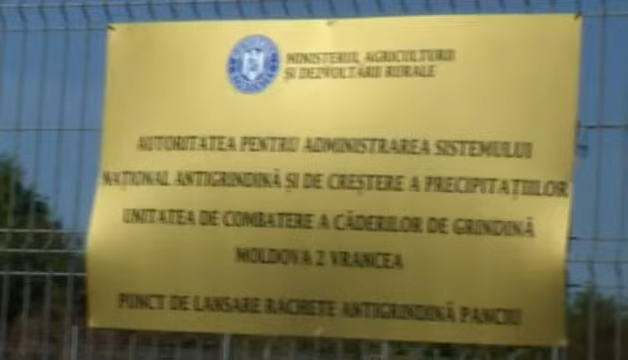 MINISTERUL AGRICULTURII
ȘI DEZVOLTĂRII RURALE
AUTORITATEA PENTRU ADMINISTRAREA SISTEMULUI
NAȚIONAL ANTIGRINDINĂ ȘI DE CREȘTERE A PRECIPITAȚIILOR
UNITATEA DE COMBATERE A CĂDERILOR DE GRINDINĂ
MOLDOVA 2 VRANCEA
PUNCT DE LANSARE RACHETE ANTIGRINDINĂ PANCIU